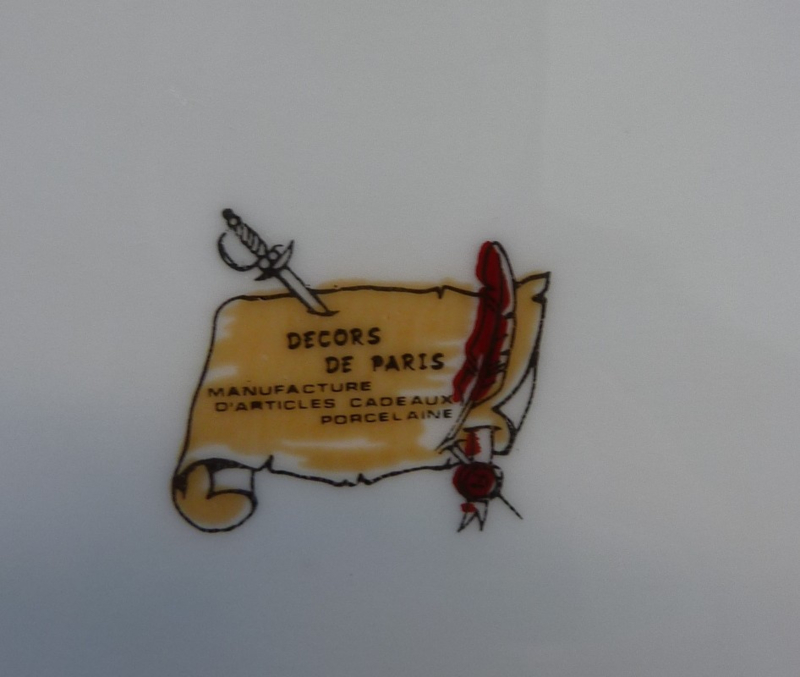 DECORS
DE PARIS
MANUFACTURE
D'ARTICLES CADEAUX
PORCELAINE